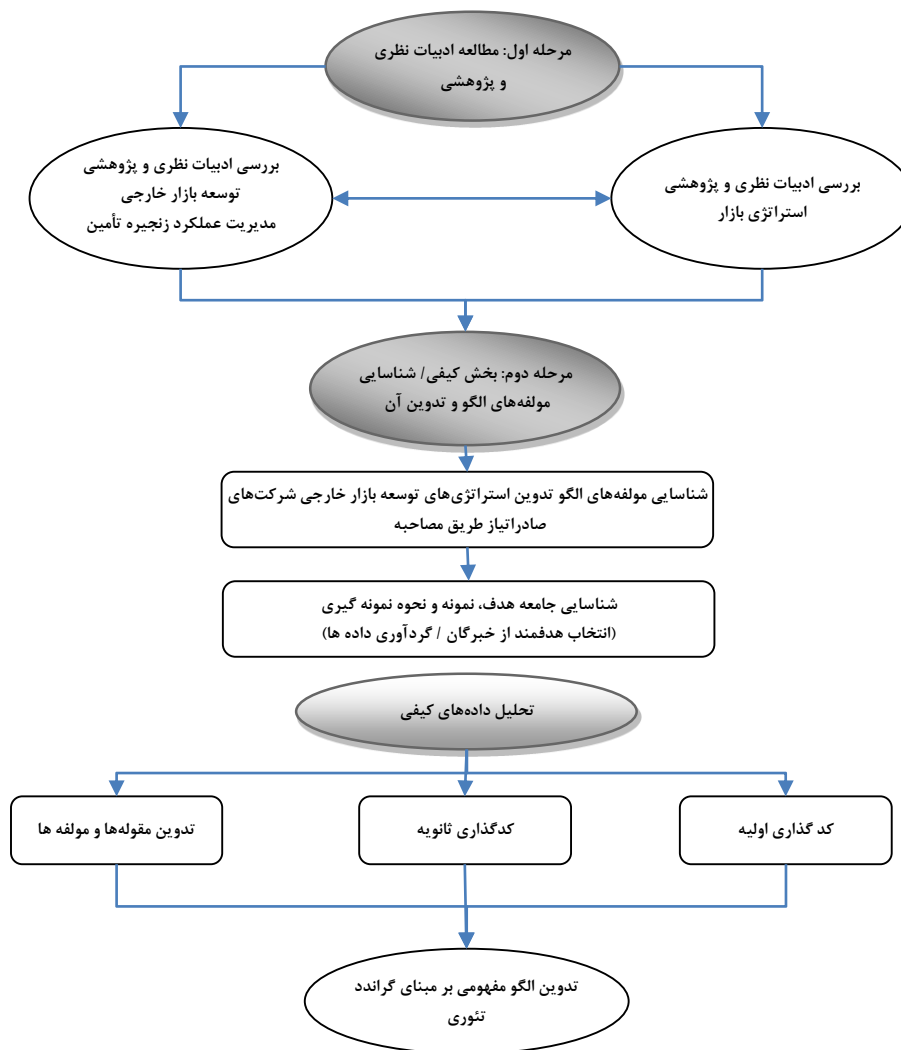 مرحله اول: مطالعه ادبیات نظری
و پژوهشی
بررسی ادبیات نظری و پژوهشی
استراتژی بازار
بررسی ادبیات نظری و پژوهشی
توسعه بازار خارجی
مدیریت عملکرد زنجیره تأمین
مرحله دوم: بخش کیفی/ شناسایی
مولفه‌های الگو و تدوین آن
شناسایی مولفه‌های الگو تدوین استراتژی‌های توسعه بازار خارجی شرکت‌های
صادراتیاز طریق مصاحبه
شناسایی جامعه هدف، نمونه و نحوه نمونه گیری
(انتخاب هدفمند از خبرگان / گردآوری داده ها)
تحلیل داده‌های کیفی
کد گذاری اولیه
کدگذاری ثانویه
تدوین مقوله‌ها و مولفه ها
تدوین الگو مفهومی بر مبنای گراندد
تئوری